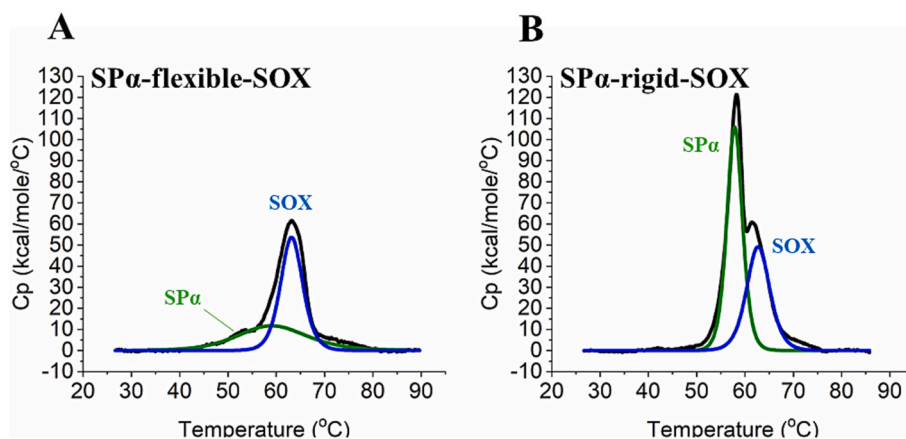 A
SPα-flexible-SOX
Cp (kcal/mole/°C)
130
120
110
100
90
80
70
60
50
40
30
20
10
0
-10
SOX
SPα
20 30 40 50 60 70 80 90
Temperature (°C)
B
SPα-rigid-SOX
Cp (kcal/mole/°C)
130
120
110
100
90
80
70
60
50
40
30
20
10
0
-10
SPα
SOX
20 30 40 50 60 70 80 90
Temperature (°C)